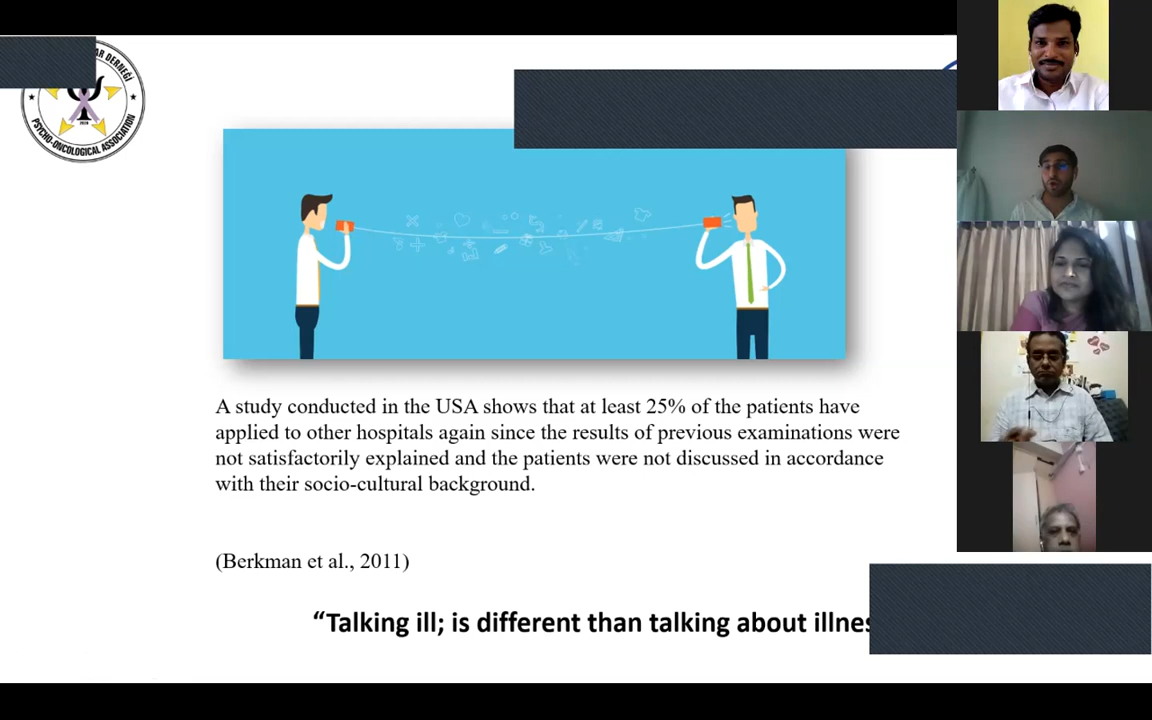 DERNEĞİ
PSYCHO-ONCOLOGICAL ASSOCIATION
A study conducted in the USA shows that at least 25% of the patients have
applied to other hospitals again since the results of previous examinations were
not satisfactorily explained and the patients were not discussed in accordance
with their socio-cultural background.
(Berkman et al., 2011)
“Talking ill; is different than talking about